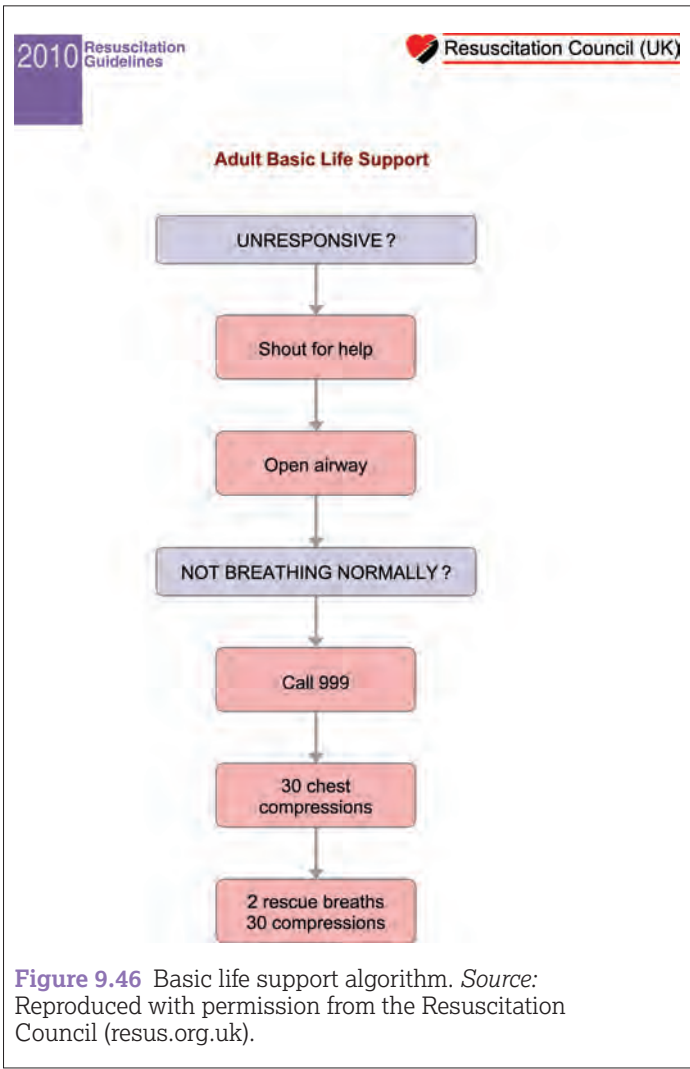 2010 Resuscitation
Guidelines
Resuscitation Council (UK)
Adult Basic Life Support
UNRESPONSIVE ?
Shout for help
Open airway
NOT BREATHING NORMALLY ?
Call 999
30 chest
compressions
2 rescue breaths
30 compressions
Figure 9.46 Basic life support algorithm. Source:
Reproduced with permission from the Resuscitation
Council (resus.org.uk).